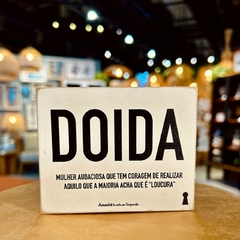 DOIDA
MULHER AUDACIOSA QUE TEM CORAGEM DE REALIZAR
AQUILO QUE A MAIORIA ACHA QUE É "LOUCURA"